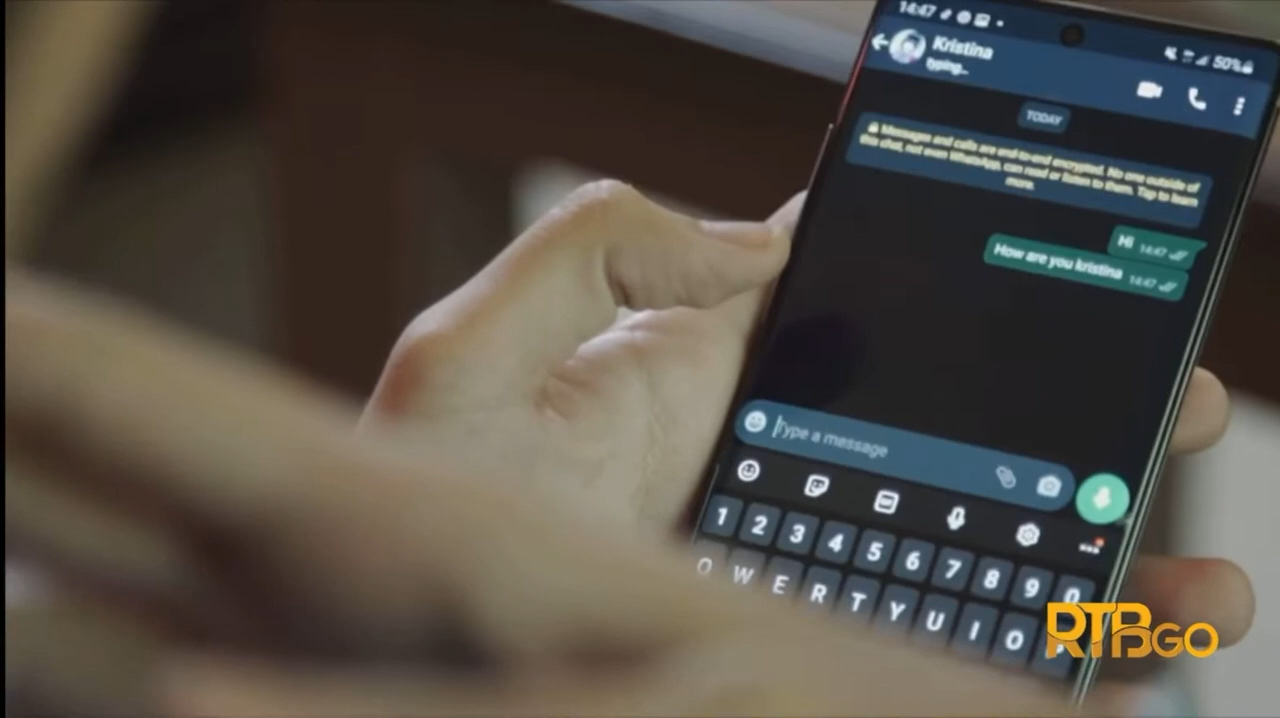 14:47
50%
Kristina
typing...
TODAY
Messages and calls are end-to-end encrypted. No one outside of
this chat, not even WhatsApp, can read or listen to them. Tap to learn
more.
Hi 14:47
How are you kristina 14:47
Type a message
1 2 3 4 5 6 7 8 9 0
Q W E R T Y U I O P
RTBGO